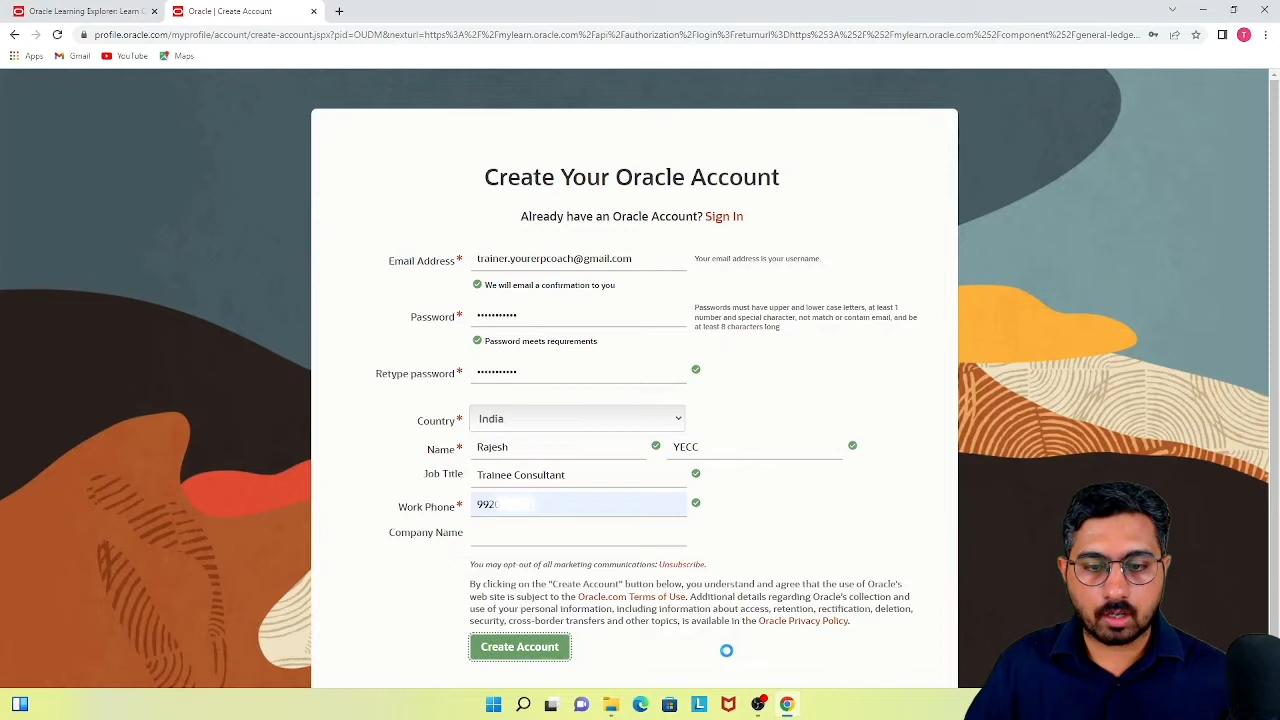 Oracle Learning Explorer: Learn C
Oracle | Create Account
profile.oracle.com/myprofile/account/create-account.jspx?pid=OUDM&nexturl=https%3A%2F%2Fmylearn.oracle.com%2Fapi%2Fauthorization%2Flogin%3Freturnurl%3Dhttps%253A%252F%252Fmylearn.oracle.com%252Fcomponent%252Fgeneral-ledge...
T
Apps
Gmail
YouTube
Maps
Create Your Oracle Account
Already have an Oracle Account? Sign In
Email Address* trainer.yourerpcoach@gmail.com Your email address is your username.
We will email a confirmation to you
Password* ••••••••••• Passwords must have upper and lower case letters, at least 1
number and special character, not match or contain email, and be
at least 8 characters long
Password meets requirements
Retype password* •••••••••••
Country* India
Name* Rajesh YECC
Job Title Trainee Consultant
Work Phone* 992
Company Name
You may opt-out of all marketing communications: Unsubscribe.
By clicking on the "Create Account" button below, you understand and agree that the use of Oracle's
web site is subject to the Oracle.com Terms of Use. Additional details regarding Oracle's collection and
use of your personal information, including information about access, retention, rectification, deletion,
security, cross-border transfers and other topics, is available in the Oracle Privacy Policy.
Create Account
L